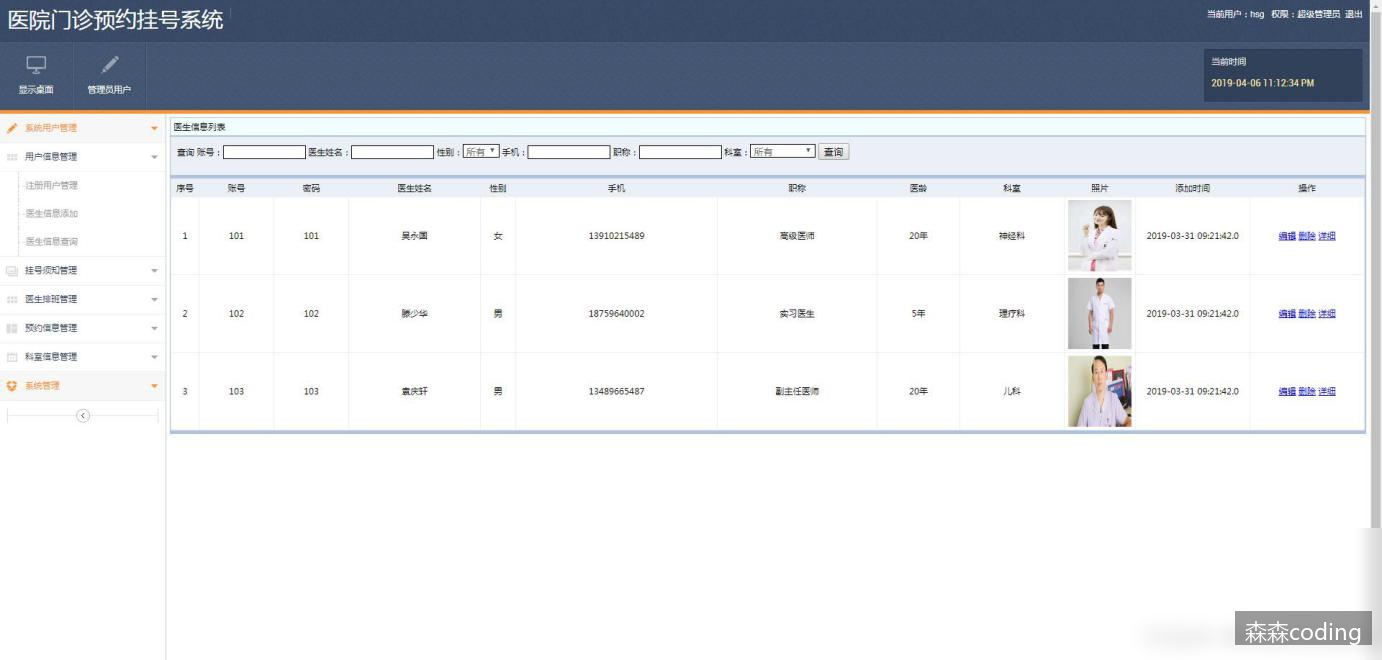 医院门诊预约挂号系统
当前用户：hsg 权限：超级管理员 退出
显示桌面 管理员用户
当前时间
2019-04-06 11:12:34 PM
系统用户管理
用户信息管理
注册用户管理
医生信息添加
医生信息查询
挂号须知管理
医生排班管理
预约信息管理
科室信息管理
系统管理
医生信息列表
查询 账号： 医生姓名： 性别：所有 手机： 职称： 科室：所有 查询
序号 账号 密码 医生姓名 性别 手机 职称 医龄 科室 照片 添加时间 操作
1 101 101 吴永国 女 13910215489 高级医师 20年 神经科 2019-03-31 09:21:42.0 编辑 删除 详细
2 102 102 滕少华 男 18759640002 实习医生 5年 理疗科 2019-03-31 09:21:42.0 编辑 删除 详细
3 103 103 袁庆轩 男 13489665487 副主任医师 20年 儿科 2019-03-31 09:21:42.0 编辑 删除 详细
森森coding